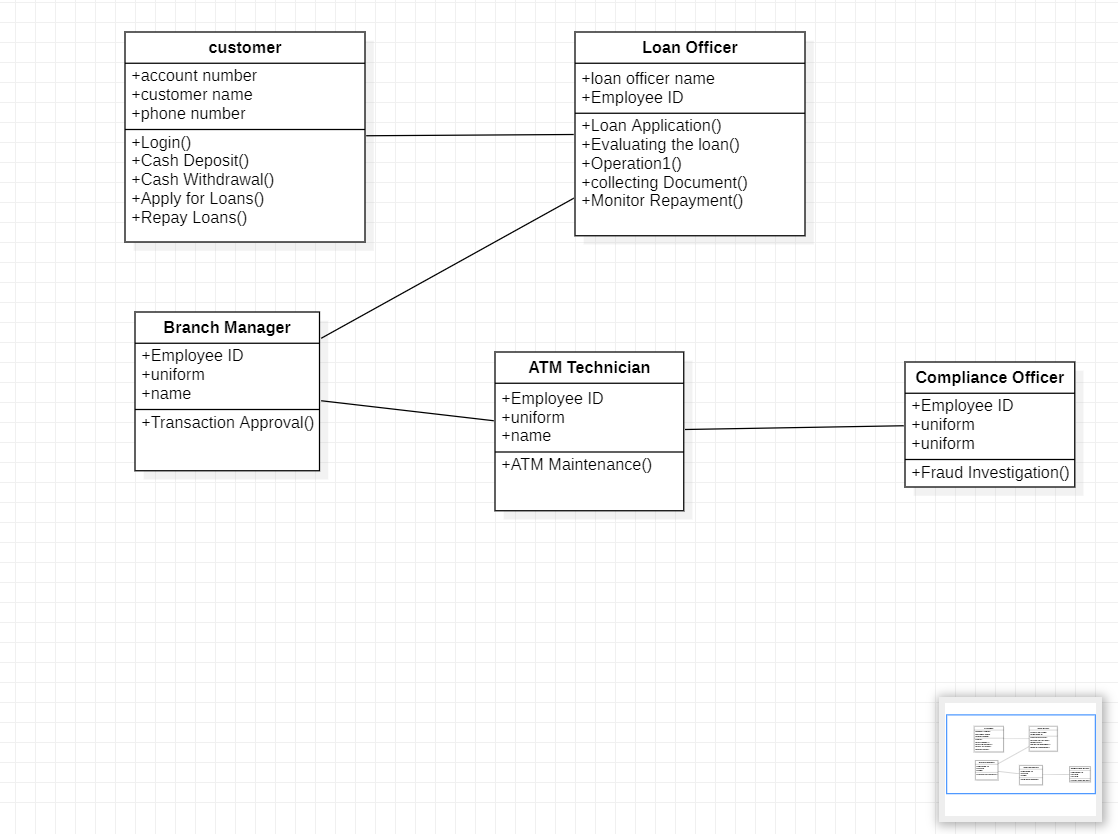 customer
+account number
+customer name
+phone number
+Login()
+Cash Deposit()
+Cash Withdrawal()
+Apply for Loans()
+Repay Loans()
Loan Officer
+loan officer name
+Employee ID
+Loan Application()
+Evaluating the loan()
+Operation1()
+collecting Document()
+Monitor Repayment()
Branch Manager
+Employee ID
+uniform
+name
+Transaction Approval()
ATM Technician
+Employee ID
+uniform
+name
+ATM Maintenance()
Compliance Officer
+Employee ID
+uniform
+uniform
+Fraud Investigation()